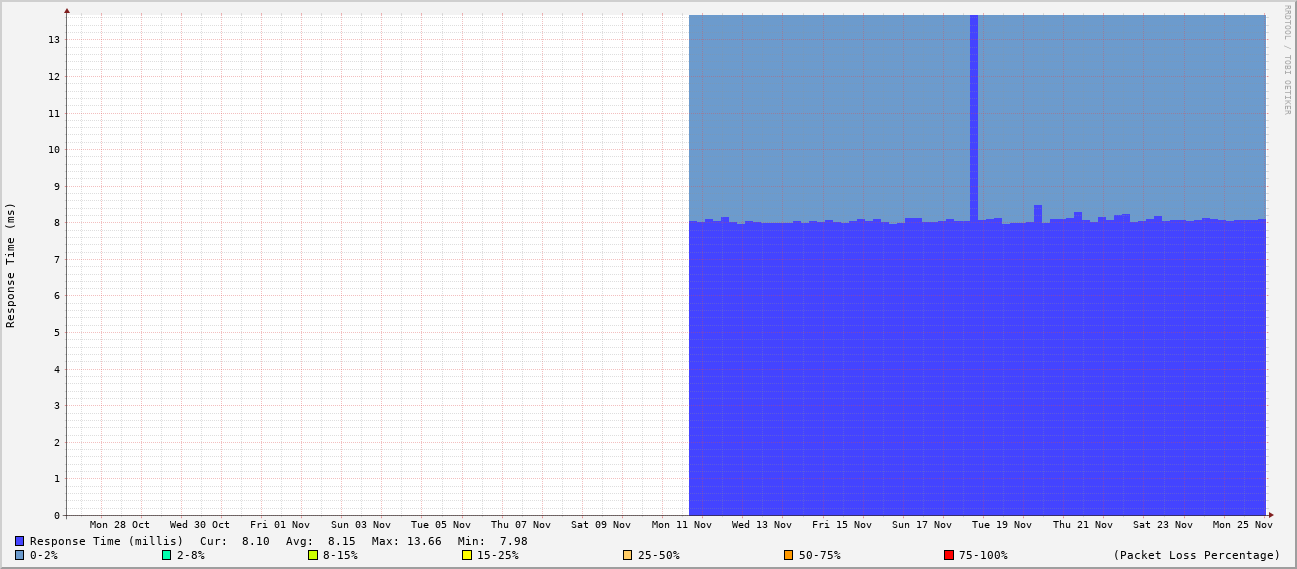 RRDTOOL / TOBI OETIKER
Response Time (ms)
13
12
11
10
9
8
7
6
5
4
3
2
1
0
Mon 28 Oct Wed 30 Oct Fri 01 Nov Sun 03 Nov Tue 05 Nov Thu 07 Nov Sat 09 Nov Mon 11 Nov Wed 13 Nov Fri 15 Nov Sun 17 Nov Tue 19 Nov Thu 21 Nov Sat 23 Nov Mon 25 Nov
Response Time (millis) Cur: 8.10 Avg: 8.15 Max: 13.66 Min: 7.98
0-2% 2-8% 8-15% 15-25% 25-50% 50-75% 75-100% (Packet Loss Percentage)